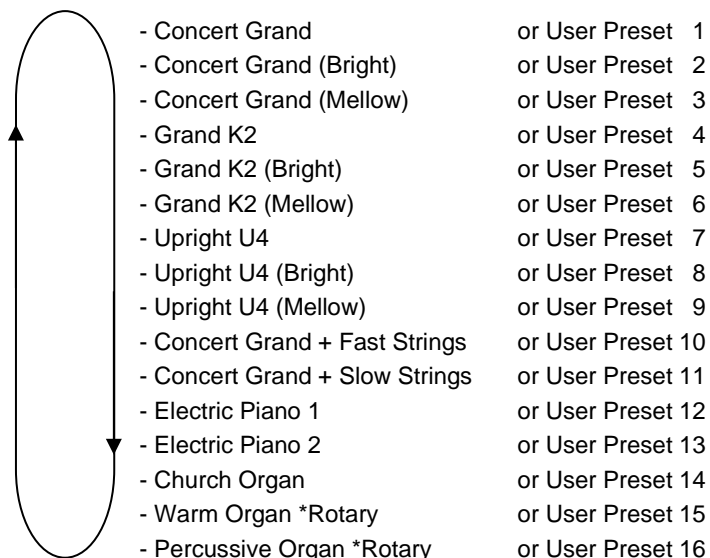 - Concert Grand or User Preset 1
- Concert Grand (Bright) or User Preset 2
- Concert Grand (Mellow) or User Preset 3
- Grand K2 or User Preset 4
- Grand K2 (Bright) or User Preset 5
- Grand K2 (Mellow) or User Preset 6
- Upright U4 or User Preset 7
- Upright U4 (Bright) or User Preset 8
- Upright U4 (Mellow) or User Preset 9
- Concert Grand + Fast Strings or User Preset 10
- Concert Grand + Slow Strings or User Preset 11
- Electric Piano 1 or User Preset 12
- Electric Piano 2 or User Preset 13
- Church Organ or User Preset 14
- Warm Organ *Rotary or User Preset 15
- Percussive Organ *Rotary or User Preset 16